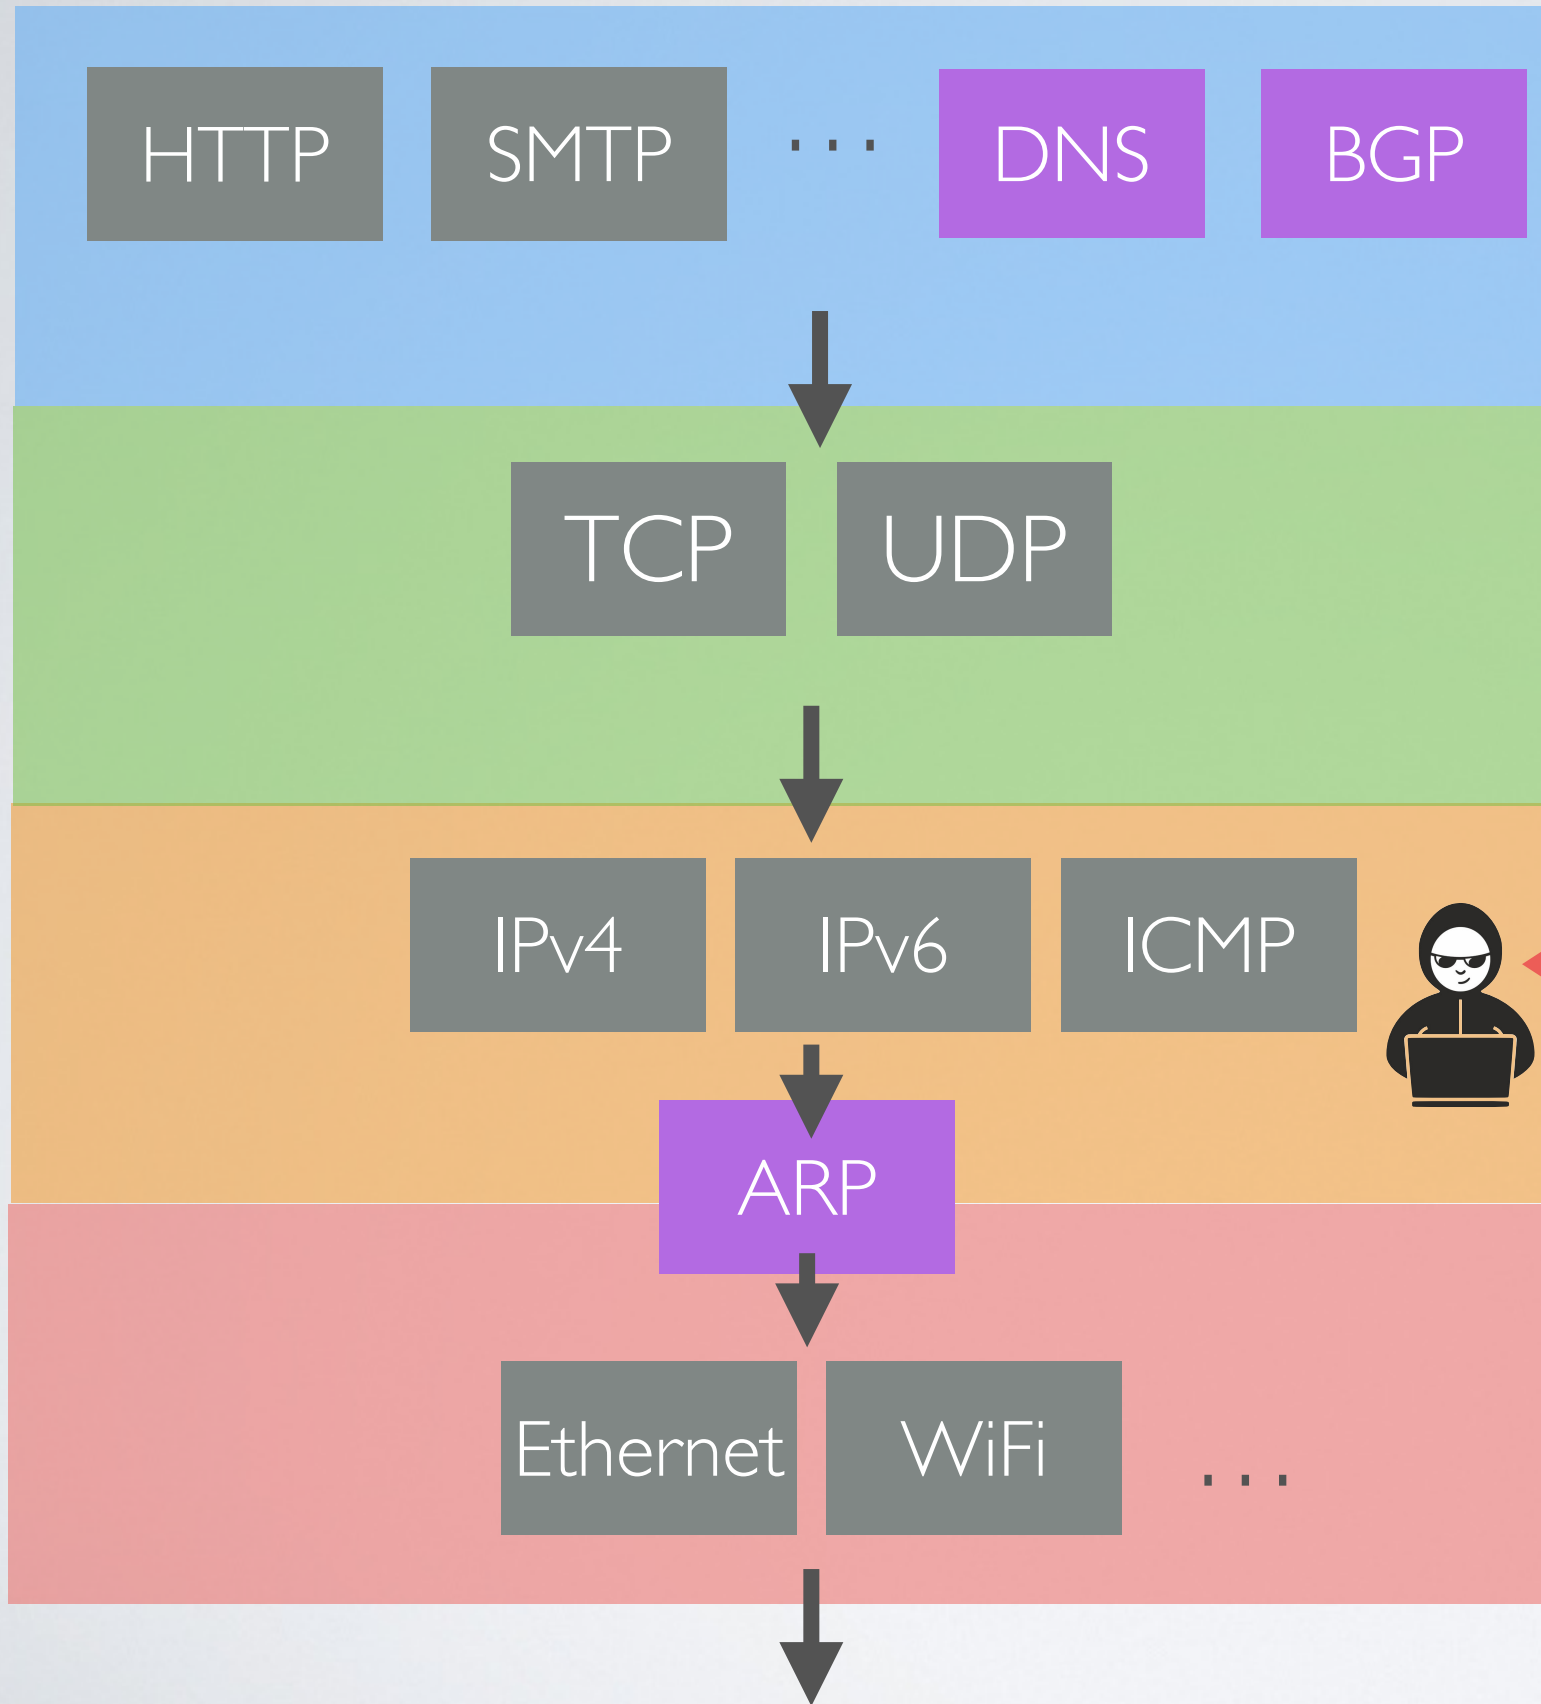 HTTP SMTP ... DNS BGP
TCP UDP
IPv4 IPv6 ICMP
ARP
Ethernet WiFi ...